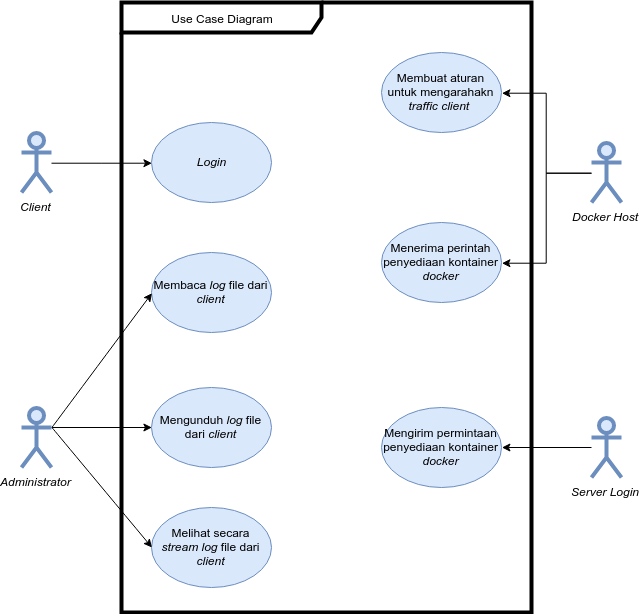 Use Case Diagram
Membuat aturan
untuk mengarahakn
traffic client
Login
Client
Docker Host
Menerima perintah
penyediaan kontainer
docker
Membaca log file dari
client
Mengunduh log file
dari client
Administrator
Mengirim permintaan
penyediaan kontainer
docker
Server Login
Melihat secara
stream log file dari
client